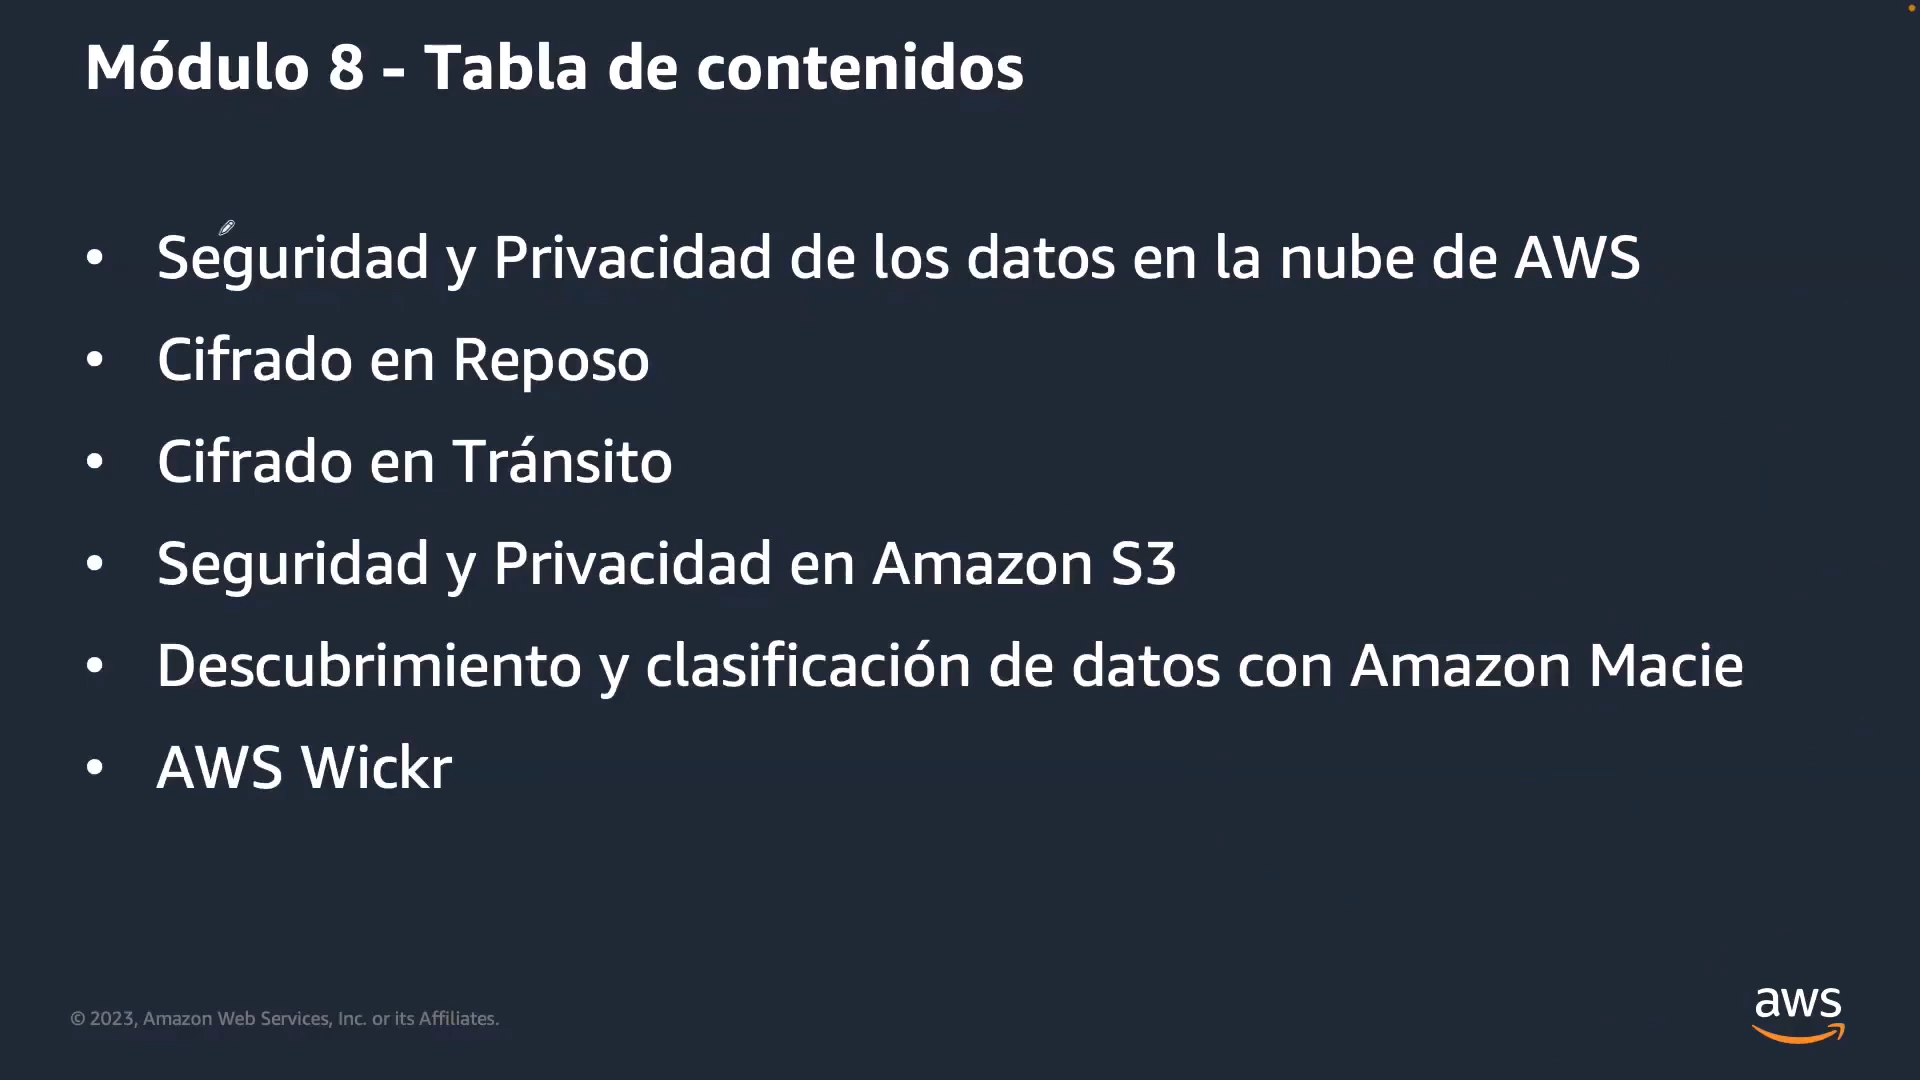 Módulo 8 - Tabla de contenidos
• Seguridad y Privacidad de los datos en la nube de AWS
• Cifrado en Reposo
• Cifrado en Tránsito
• Seguridad y Privacidad en Amazon S3
• Descubrimiento y clasificación de datos con Amazon Macie
• AWS Wickr
© 2023, Amazon Web Services, Inc. or its Affiliates.
aws